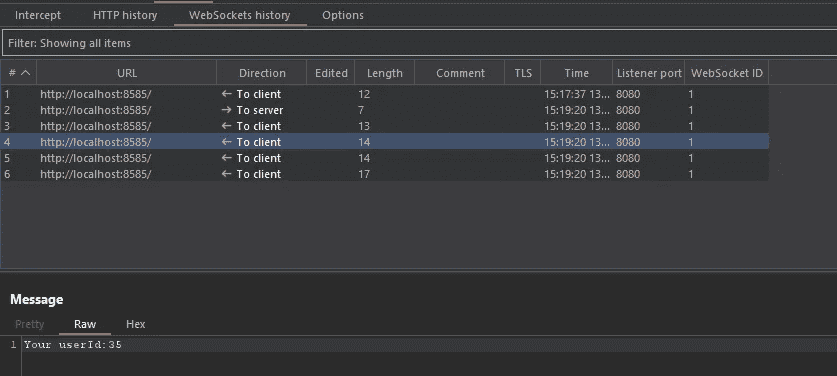 Intercept HTTP history WebSockets history Options
Filter: Showing all items
# URL Direction Edited Length Comment TLS Time Listener port WebSocket ID
1 http://localhost:8585/ ← To client 12 15:17:37 13... 8080 1
2 http://localhost:8585/ → To server 7 15:19:20 13... 8080 1
3 http://localhost:8585/ ← To client 13 15:19:20 13... 8080 1
4 http://localhost:8585/ ← To client 14 15:19:20 13... 8080 1
5 http://localhost:8585/ ← To client 14 15:19:20 13... 8080 1
6 http://localhost:8585/ ← To client 17 15:19:20 13... 8080 1
Message
Pretty Raw Hex
1 Your userId:35